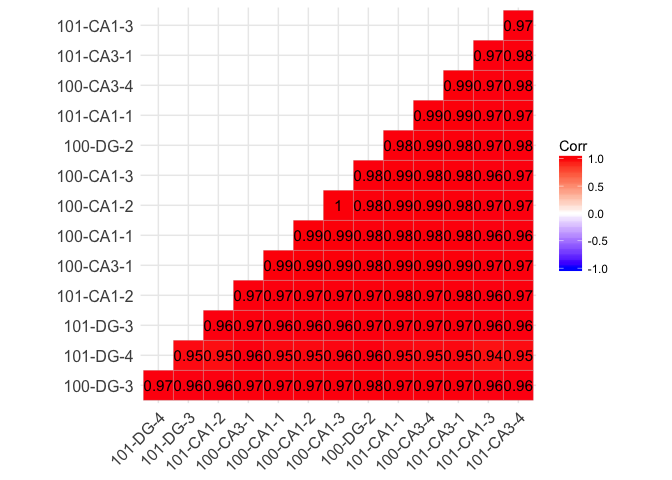 101-CA1-3 0.97
101-CA3-1 0.97 0.98
100-CA3-4 0.99 0.97 0.98
101-CA1-1 0.99 0.99 0.97 0.97
100-DG-2 0.98 0.99 0.98 0.97 0.98
100-CA1-3 0.98 0.99 0.98 0.98 0.96 0.97
100-CA1-2 1 0.98 0.99 0.99 0.98 0.97 0.97
100-CA1-1 0.99 0.99 0.98 0.98 0.98 0.98 0.96 0.96
100-CA3-1 0.99 0.99 0.99 0.98 0.99 0.99 0.99 0.97 0.97
101-CA1-2 0.97 0.97 0.97 0.97 0.97 0.98 0.97 0.98 0.96 0.97
101-DG-3 0.96 0.97 0.96 0.96 0.96 0.97 0.97 0.97 0.97 0.96 0.96
101-DG-4 0.95 0.95 0.96 0.95 0.95 0.96 0.96 0.95 0.95 0.95 0.94 0.95
100-DG-3 0.97 0.96 0.96 0.97 0.97 0.97 0.97 0.98 0.97 0.97 0.97 0.96 0.96
101-DG-4
101-DG-3
101-CA1-2
100-CA3-1
100-CA1-1
100-CA1-2
100-CA1-3
100-DG-2
101-CA1-1
100-CA3-4
101-CA3-1
101-CA1-3
101-CA3-4
Corr
1.0
0.5
0.0
-0.5
-1.0